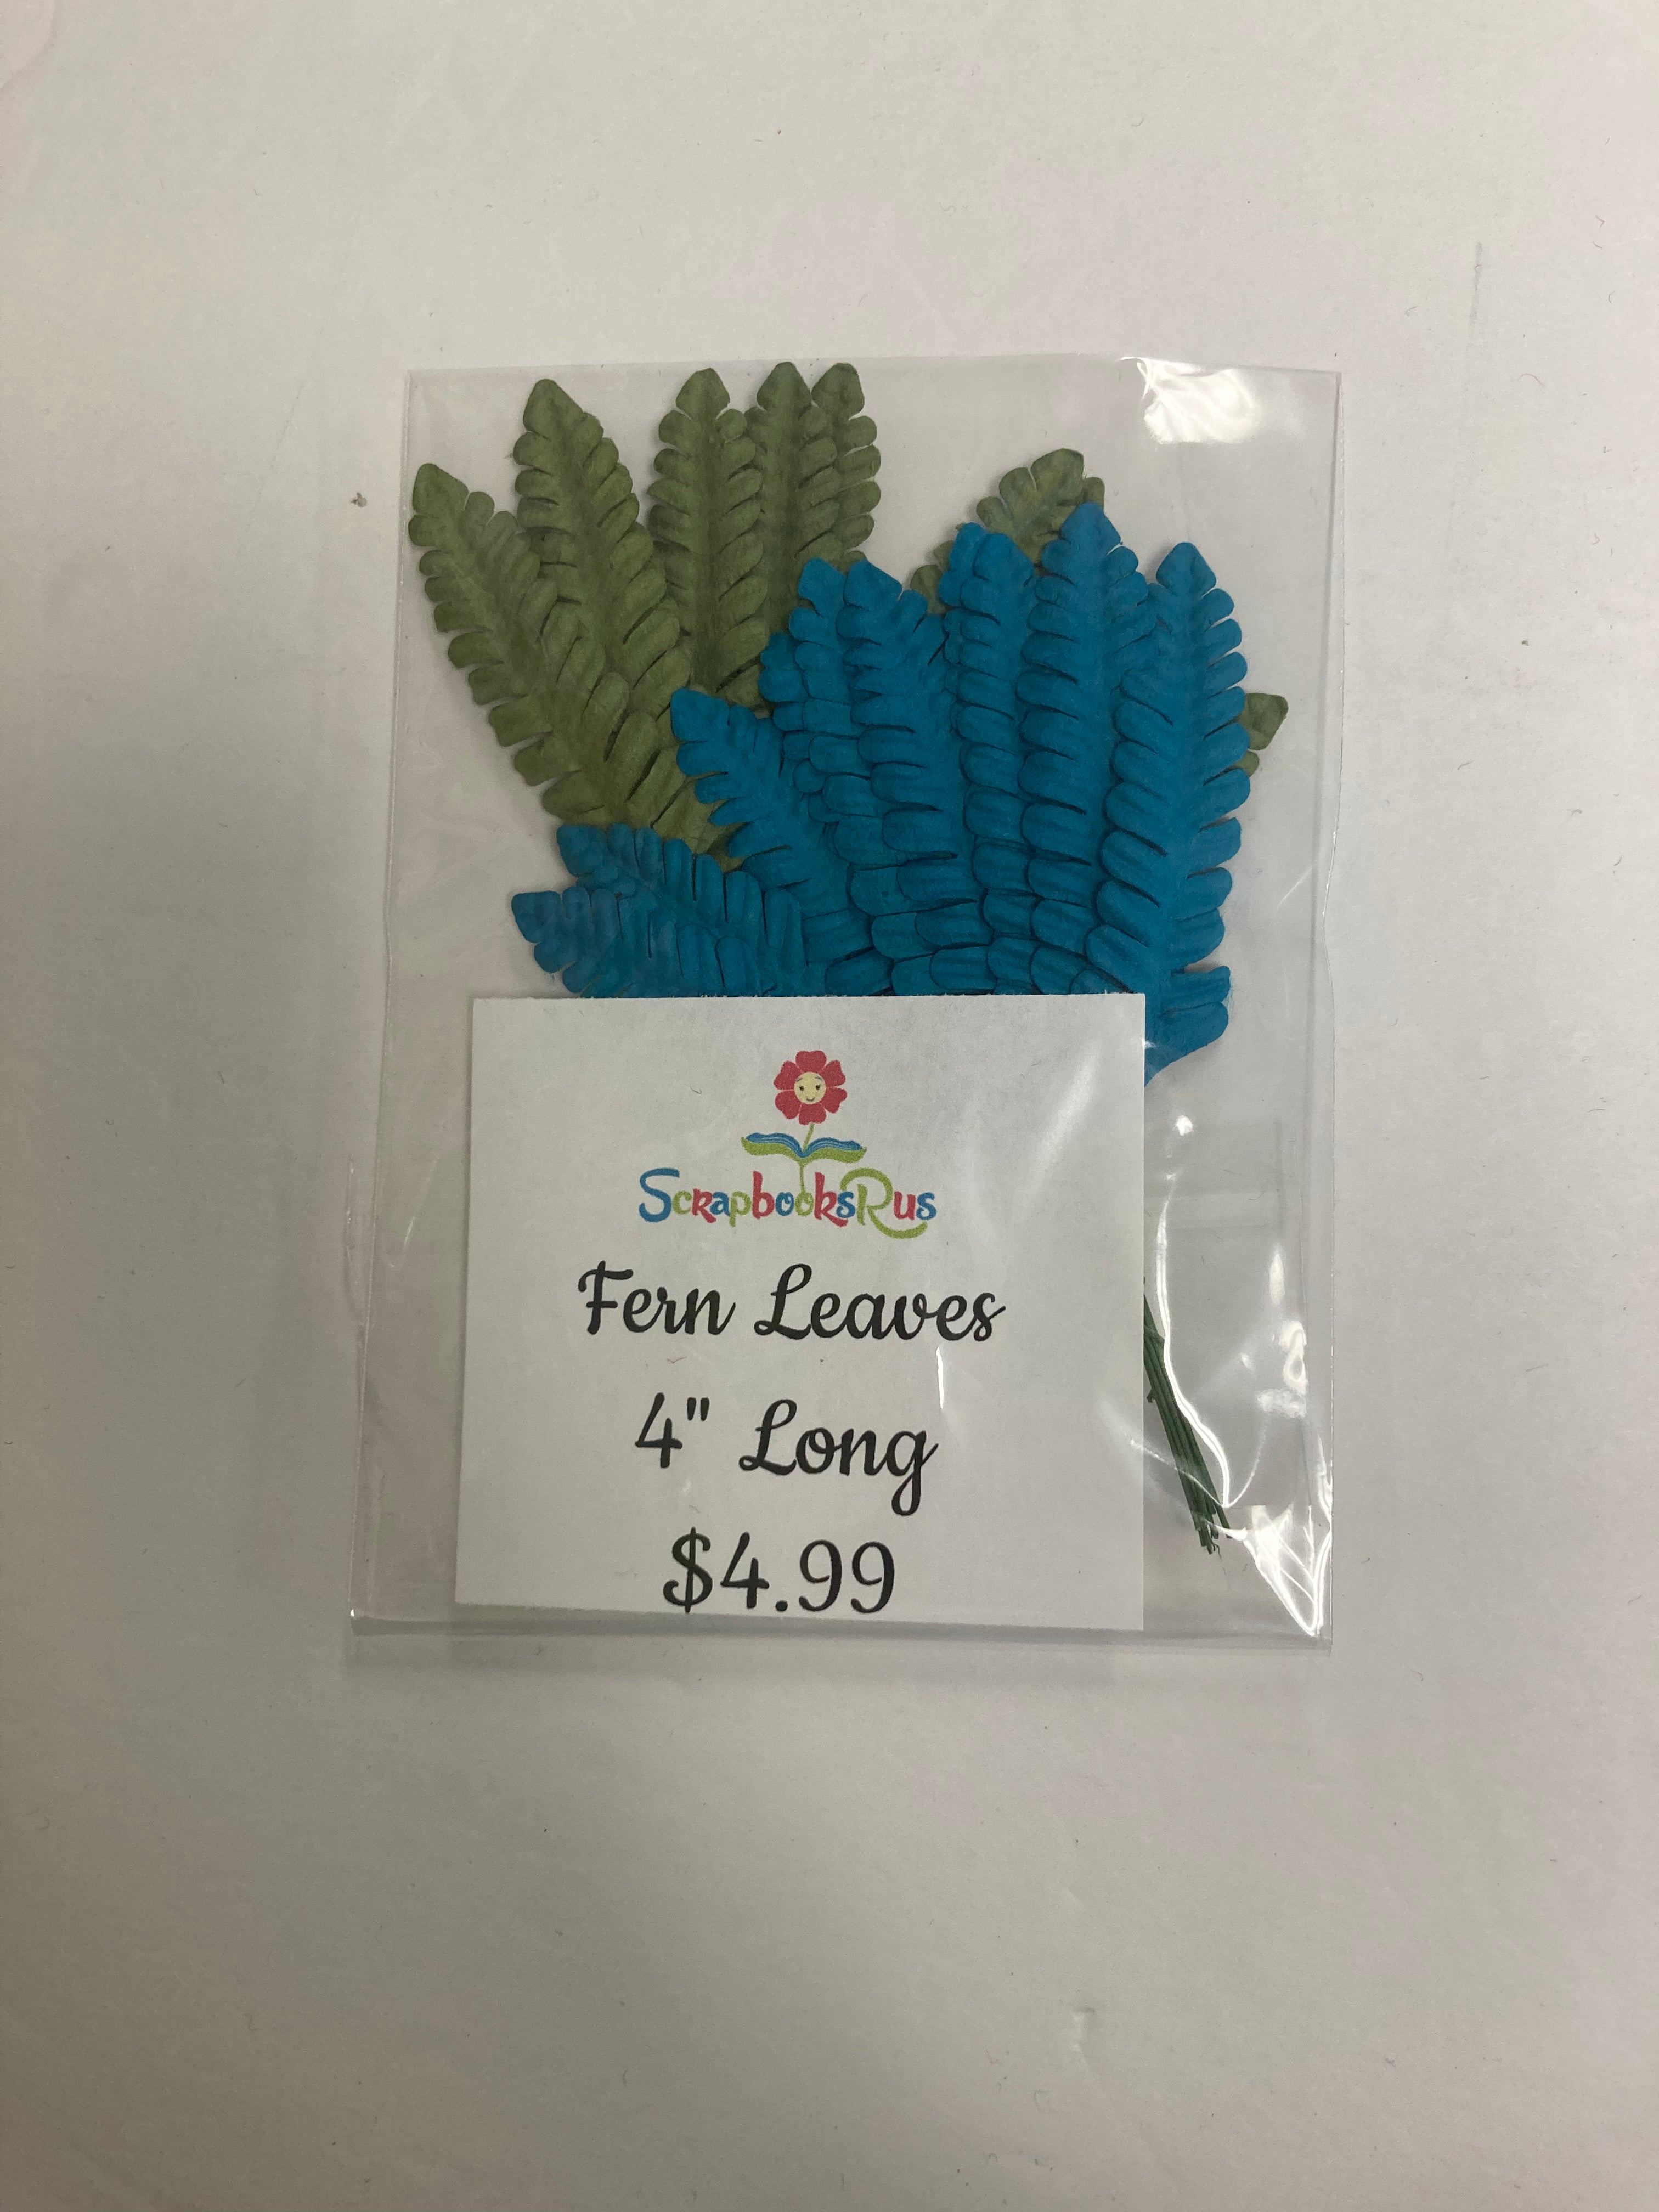 ScrapbooksRus
Fern Leaves
4" Long
$4.99